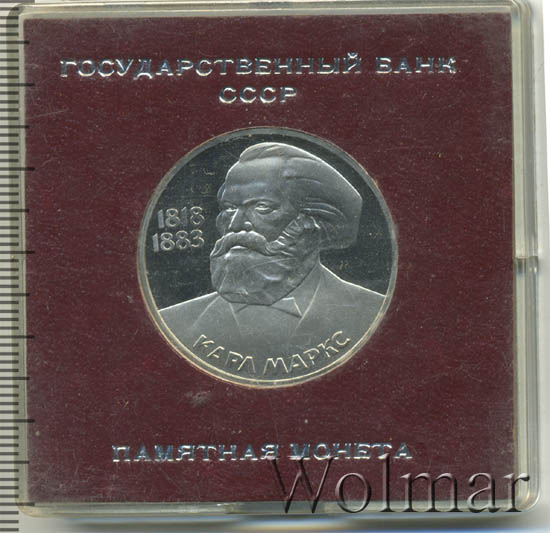 ГОСУДАРСТВЕННЫЙ БАНК
СССР
1818
1883
КАРЛ МАРКС
ПАМЯТНАЯ МОНЕТА
Wolmar